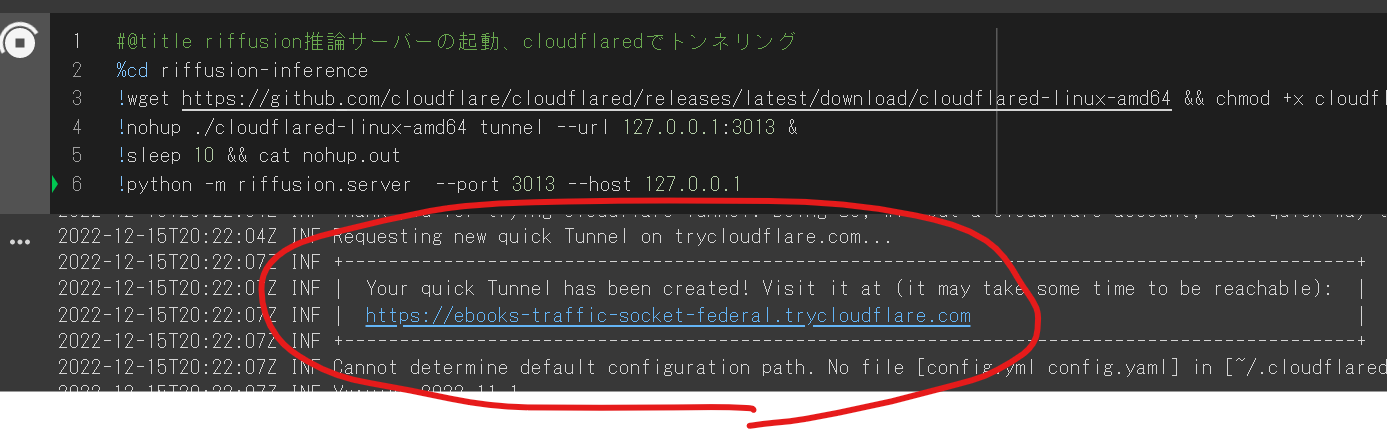 1 #@title riffusion推論サーバーの起動、cloudflaredでトンネリング
2 %cd riffusion-inference
3 !wget https://github.com/cloudflare/cloudflared/releases/latest/download/cloudflared-linux-amd64 && chmod +x cloudfl
4 !nohup ./cloudflared-linux-amd64 tunnel --url 127.0.0.1:3013 &
5 !sleep 10 && cat nohup.out
6 !python -m riffusion.server --port 3013 --host 127.0.0.1
2022-12-15T20:22:04Z INF Requesting new quick Tunnel on trycloudflare.com...
2022-12-15T20:22:07Z INF +--------------------------------------------------------------------------------------------+
2022-12-15T20:22:07Z INF | Your quick Tunnel has been created! Visit it at (it may take some time to be reachable): |
2022-12-15T20:22:07Z INF | https://ebooks-traffic-socket-federal.trycloudflare.com |
2022-12-15T20:22:07Z INF +--------------------------------------------------------------------------------------------+
2022-12-15T20:22:07Z INF Cannot determine default configuration path. No file [config.yml config.yaml] in [~/.cloudflared